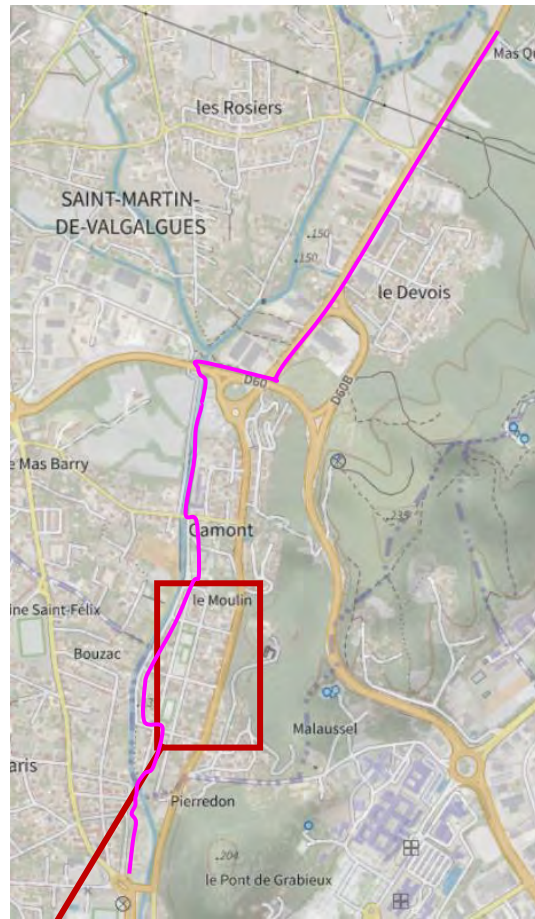 Mas Qu
les Rosiers
SAINT-MARTIN-
DE-VALGALGUES
150
150
le Devois
D60
D60B
e Mas Barry
235
Camont
le Moulin
ine Saint-Félix
Bouzac
Malaussel
aris
Pierredon
204
le Pont de Grabieux